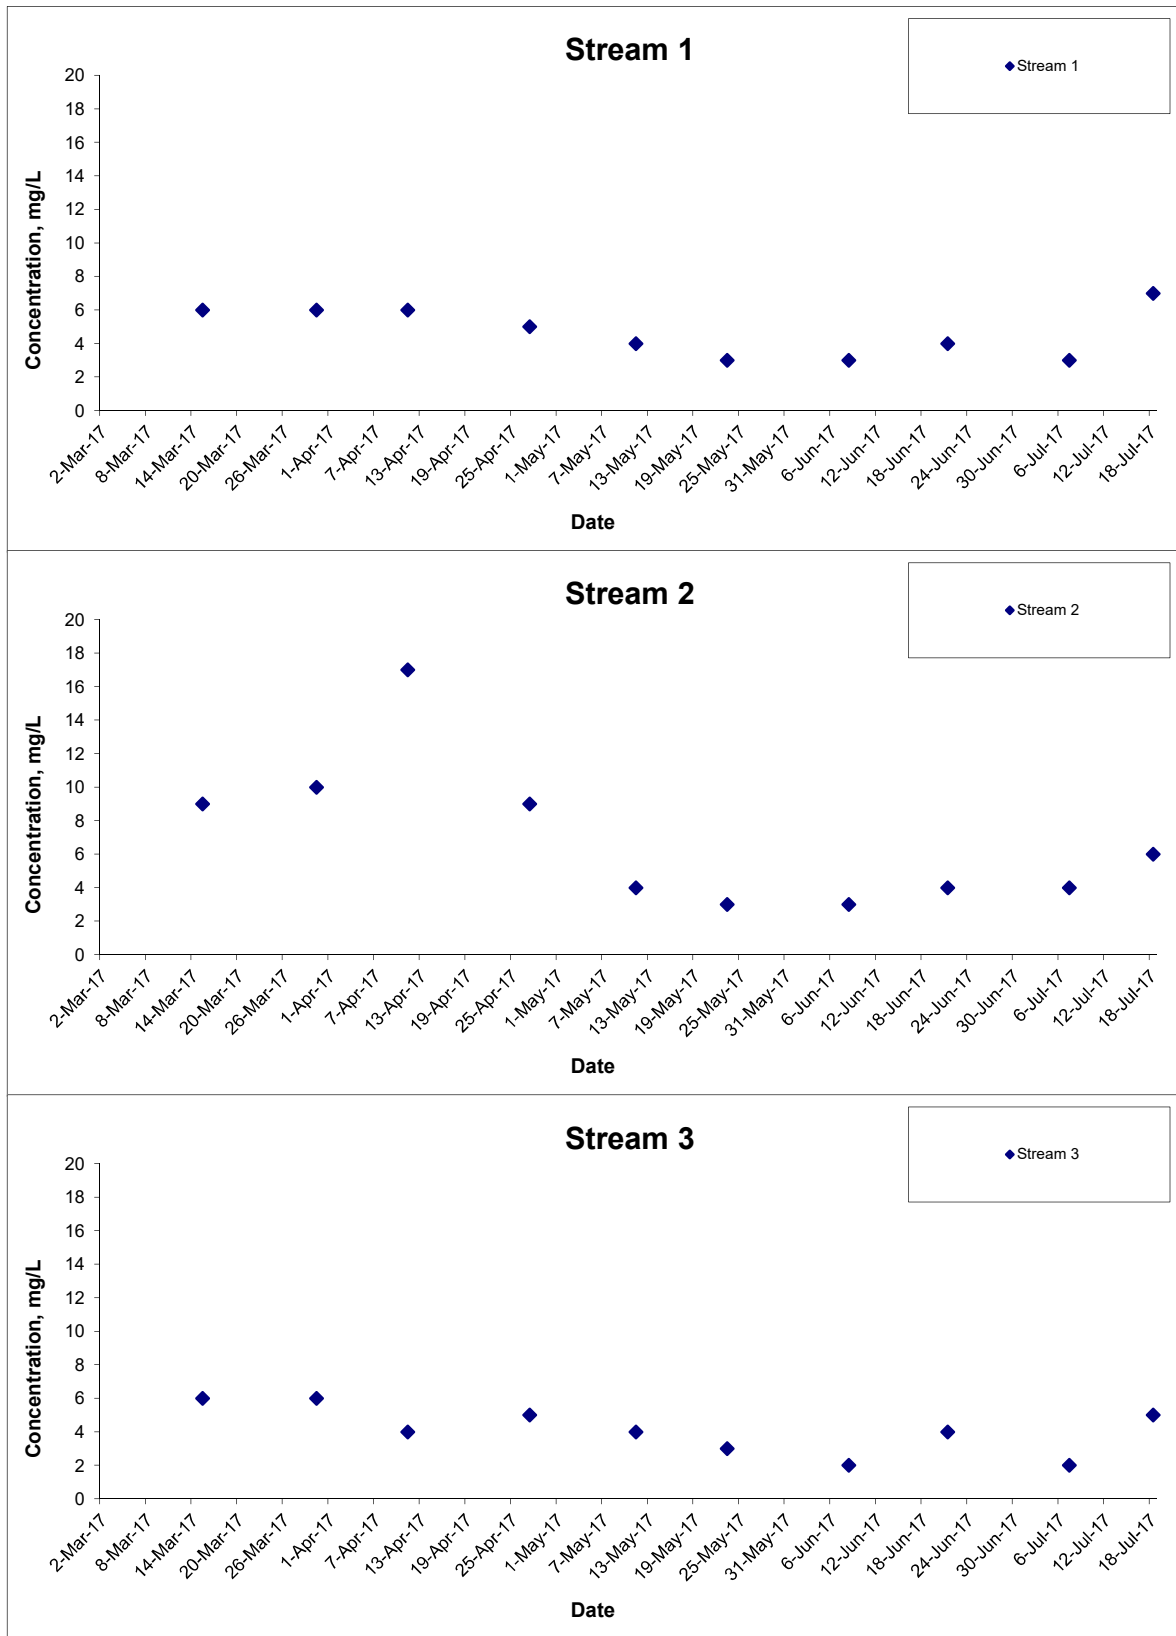 Stream 1
Stream 1
Concentration, mg/L
20
18
16
14
12
10
8
6
4
2
0
2-Mar-17
8-Mar-17
14-Mar-17
20-Mar-17
26-Mar-17
1-Apr-17
7-Apr-17
13-Apr-17
19-Apr-17
25-Apr-17
1-May-17
7-May-17
13-May-17
19-May-17
25-May-17
31-May-17
6-Jun-17
12-Jun-17
18-Jun-17
24-Jun-17
30-Jun-17
6-Jul-17
12-Jul-17
18-Jul-17
Date
Stream 2
Stream 2
Concentration, mg/L
20
18
16
14
12
10
8
6
4
2
0
2-Mar-17
8-Mar-17
14-Mar-17
20-Mar-17
26-Mar-17
1-Apr-17
7-Apr-17
13-Apr-17
19-Apr-17
25-Apr-17
1-May-17
7-May-17
13-May-17
19-May-17
25-May-17
31-May-17
6-Jun-17
12-Jun-17
18-Jun-17
24-Jun-17
30-Jun-17
6-Jul-17
12-Jul-17
18-Jul-17
Date
Stream 3
Stream 3
Concentration, mg/L
20
18
16
14
12
10
8
6
4
2
0
2-Mar-17
8-Mar-17
14-Mar-17
20-Mar-17
26-Mar-17
1-Apr-17
7-Apr-17
13-Apr-17
19-Apr-17
25-Apr-17
1-May-17
7-May-17
13-May-17
19-May-17
25-May-17
31-May-17
6-Jun-17
12-Jun-17
18-Jun-17
24-Jun-17
30-Jun-17
6-Jul-17
12-Jul-17
18-Jul-17
Date